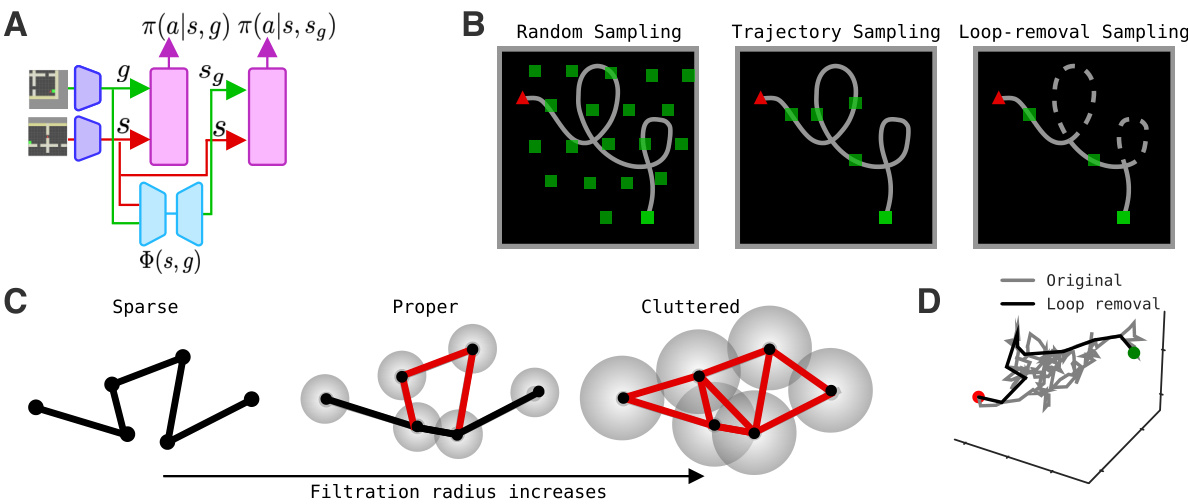 A
π(a|s, g) π(a|s, s_g)
g
s_g
s
s
Φ(s, g)
B
Random Sampling
Trajectory Sampling
Loop-removal Sampling
C
Sparse
Proper
Cluttered
Filtration radius increases
D
Original
Loop removal